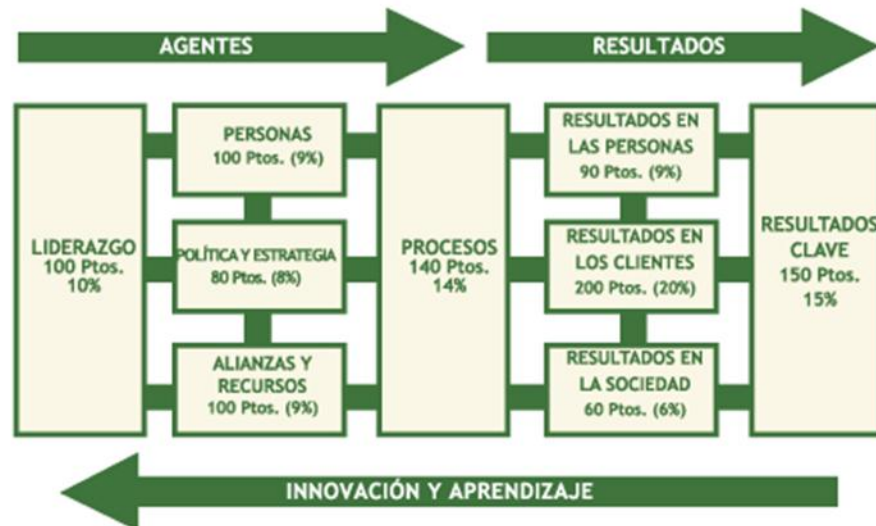 AGENTES
RESULTADOS
LIDERAZGO
100 Ptos.
10%
PERSONAS
100 Ptos. (9%)
POLÍTICA Y ESTRATEGIA
80 Ptos. (8%)
ALIANZAS Y
RECURSOS
100 Ptos. (9%)
PROCESOS
140 Ptos.
14%
RESULTADOS EN
LAS PERSONAS
90 Ptos. (9%)
RESULTADOS EN
LOS CLIENTES
200 Ptos. (20%)
RESULTADOS EN
LA SOCIEDAD
60 Ptos. (6%)
RESULTADOS
CLAVE
150 Ptos.
15%
INNOVACIÓN Y APRENDIZAJE